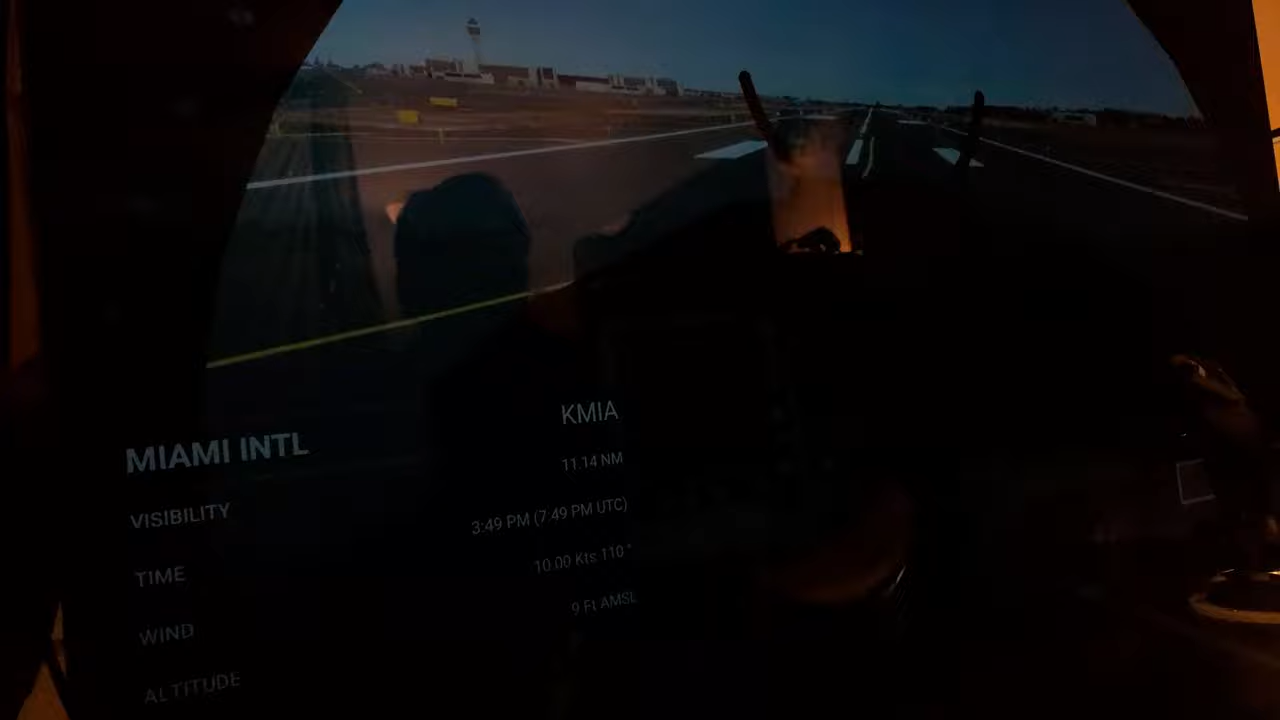 MIAMI INTL KMIA
VISIBILITY 11.14 NM
TIME 3:49 PM (7:49 PM UTC)
WIND 10.00 Kts 110°
ALTITUDE 9 Ft AMSL